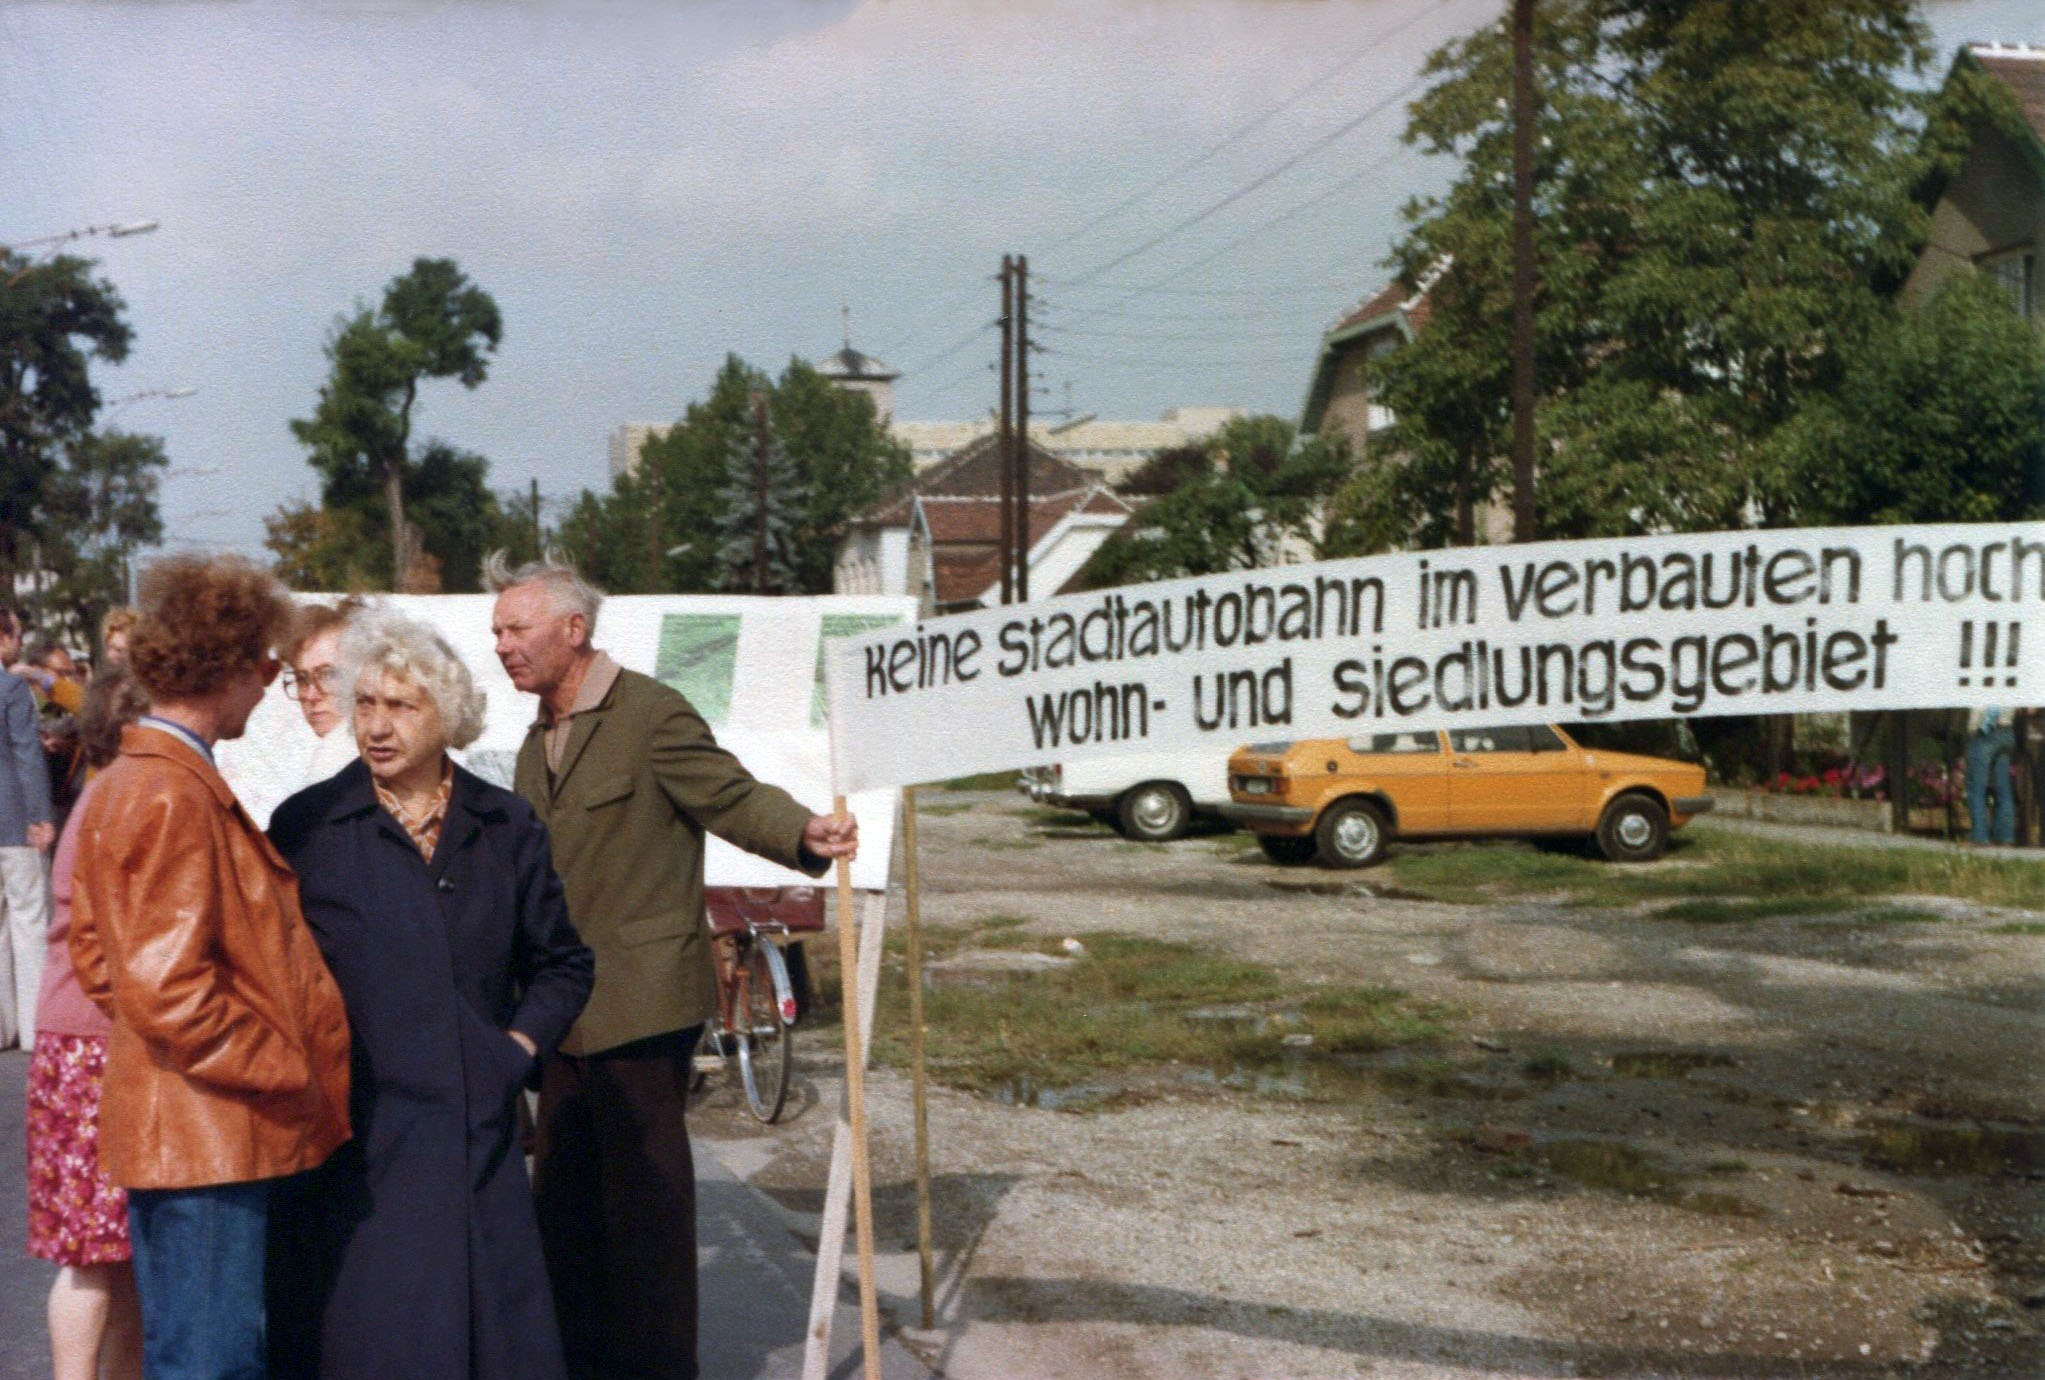 Keine stadtautobahn im verbauten hoch
wohn- und siedlungsgebiet !!!